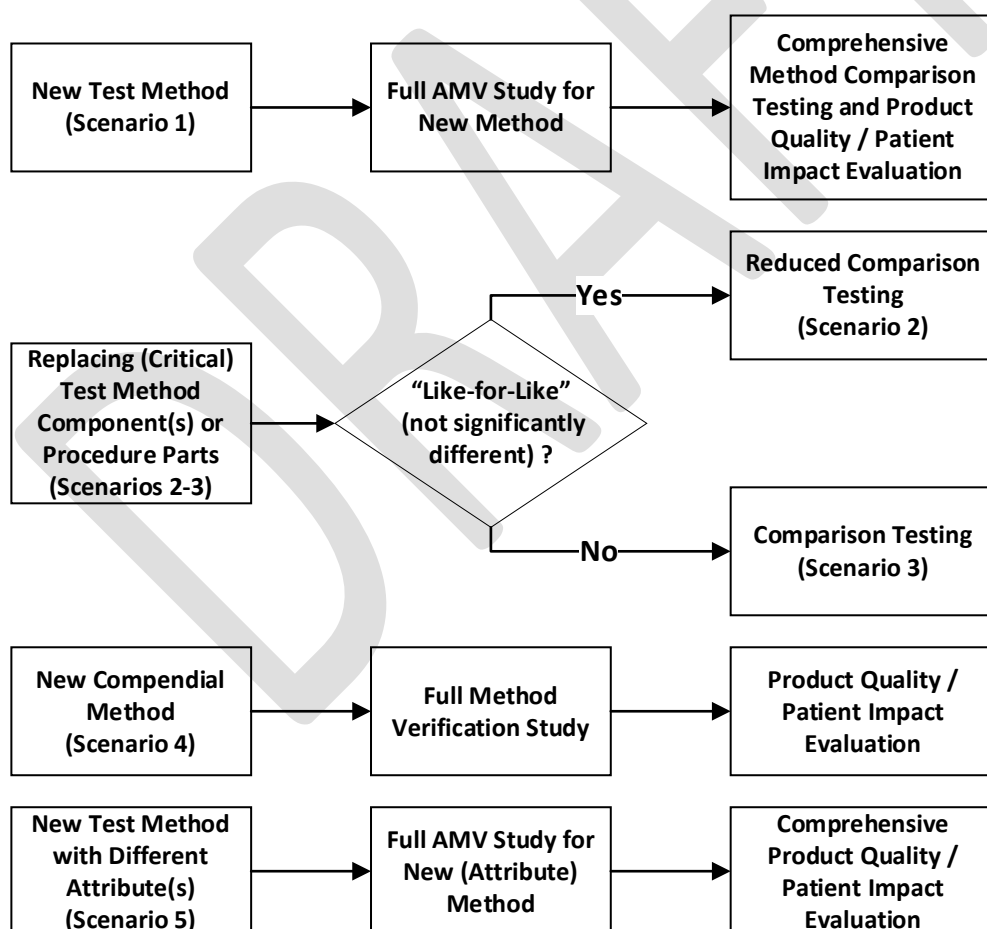 New Test Method
(Scenario 1)
Full AMV Study for
New Method
Comprehensive
Method Comparison
Testing and Product
Quality / Patient
Impact Evaluation
Replacing (Critical)
Test Method
Component(s) or
Procedure Parts
(Scenarios 2-3)
“Like-for-Like”
(not significantly
different) ?
Yes
Reduced Comparison
Testing
(Scenario 2)
No
Comparison Testing
(Scenario 3)
New Compendial
Method
(Scenario 4)
Full Method
Verification Study
Product Quality /
Patient Impact
Evaluation
New Test Method
with Different
Attribute(s)
(Scenario 5)
Full AMV Study for
New (Attribute)
Method
Comprehensive
Product Quality /
Patient Impact
Evaluation
DRAF